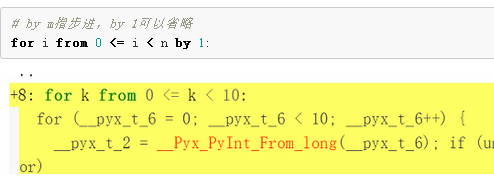 # by m指步进，by 1可以省略
for i from 0 <= i < n by 1:
..
+8: for k from 0 <= k < 10:
for (__pyx_t_6 = 0; __pyx_t_6 < 10; __pyx_t_6++) {
__pyx_t_2 = __Pyx_PyInt_From_long(__pyx_t_6); if (un
or)